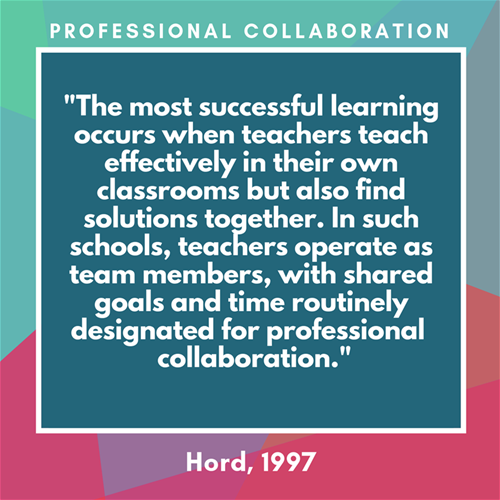 PROFESSIONAL COLLABORATION
"The most successful learning
occurs when teachers teach
effectively in their own
classrooms but also find
solutions together. In such
schools, teachers operate as
team members, with shared
goals and time routinely
designated for professional
collaboration."
Hord, 1997